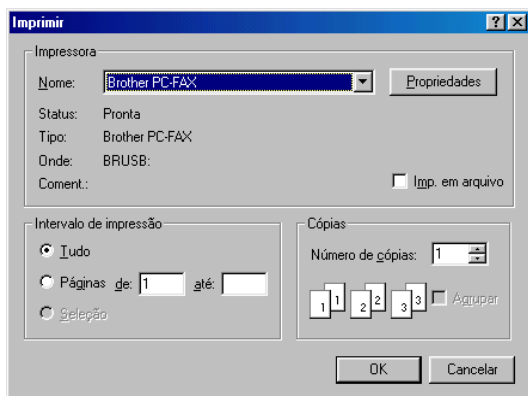 Imprimir
Impressora
Nome: Brother PC-FAX Propriedades
Status: Pronta
Tipo: Brother PC-FAX
Onde: BRUSB:
Coment.: Imp. em arquivo
Intervalo de impressão
Tudo
Páginas de: 1 até:
Seleção
Cópias
Número de cópias: 1
1 1 2 2 3 3 Agrupar
OK Cancelar